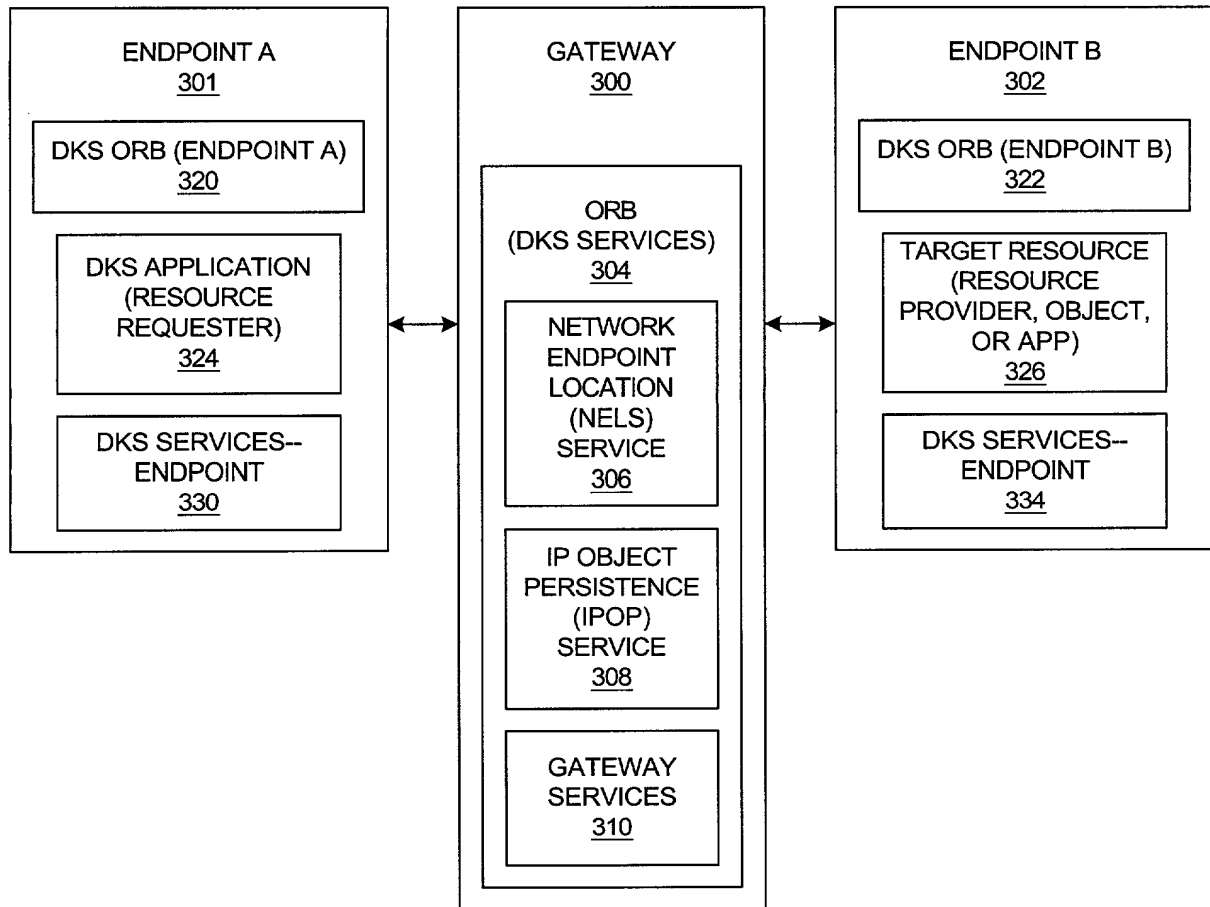 ENDPOINT A
301
DKS ORB (ENDPOINT A)
320
DKS APPLICATION
(RESOURCE
REQUESTER)
324
DKS SERVICES--
ENDPOINT
330
GATEWAY
300
ORB
(DKS SERVICES)
304
NETWORK
ENDPOINT
LOCATION
(NELS)
SERVICE
306
IP OBJECT
PERSISTENCE
(IPOP)
SERVICE
308
GATEWAY
SERVICES
310
ENDPOINT B
302
DKS ORB (ENDPOINT B)
322
TARGET RESOURCE
(RESOURCE
PROVIDER, OBJECT,
OR APP)
326
DKS SERVICES--
ENDPOINT
334